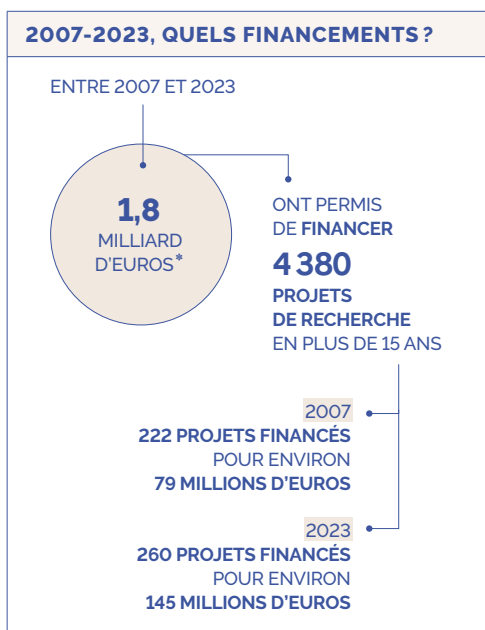 2007-2023, QUELS FINANCEMENTS ?
ENTRE 2007 ET 2023
1,8
MILLIARD
D'EUROS*
ONT PERMIS
DE FINANCER
4 380
PROJETS
DE RECHERCHE
EN PLUS DE 15 ANS
2007
222 PROJETS FINANCÉS
POUR ENVIRON
79 MILLIONS D'EUROS
2023
260 PROJETS FINANCÉS
POUR ENVIRON
145 MILLIONS D'EUROS